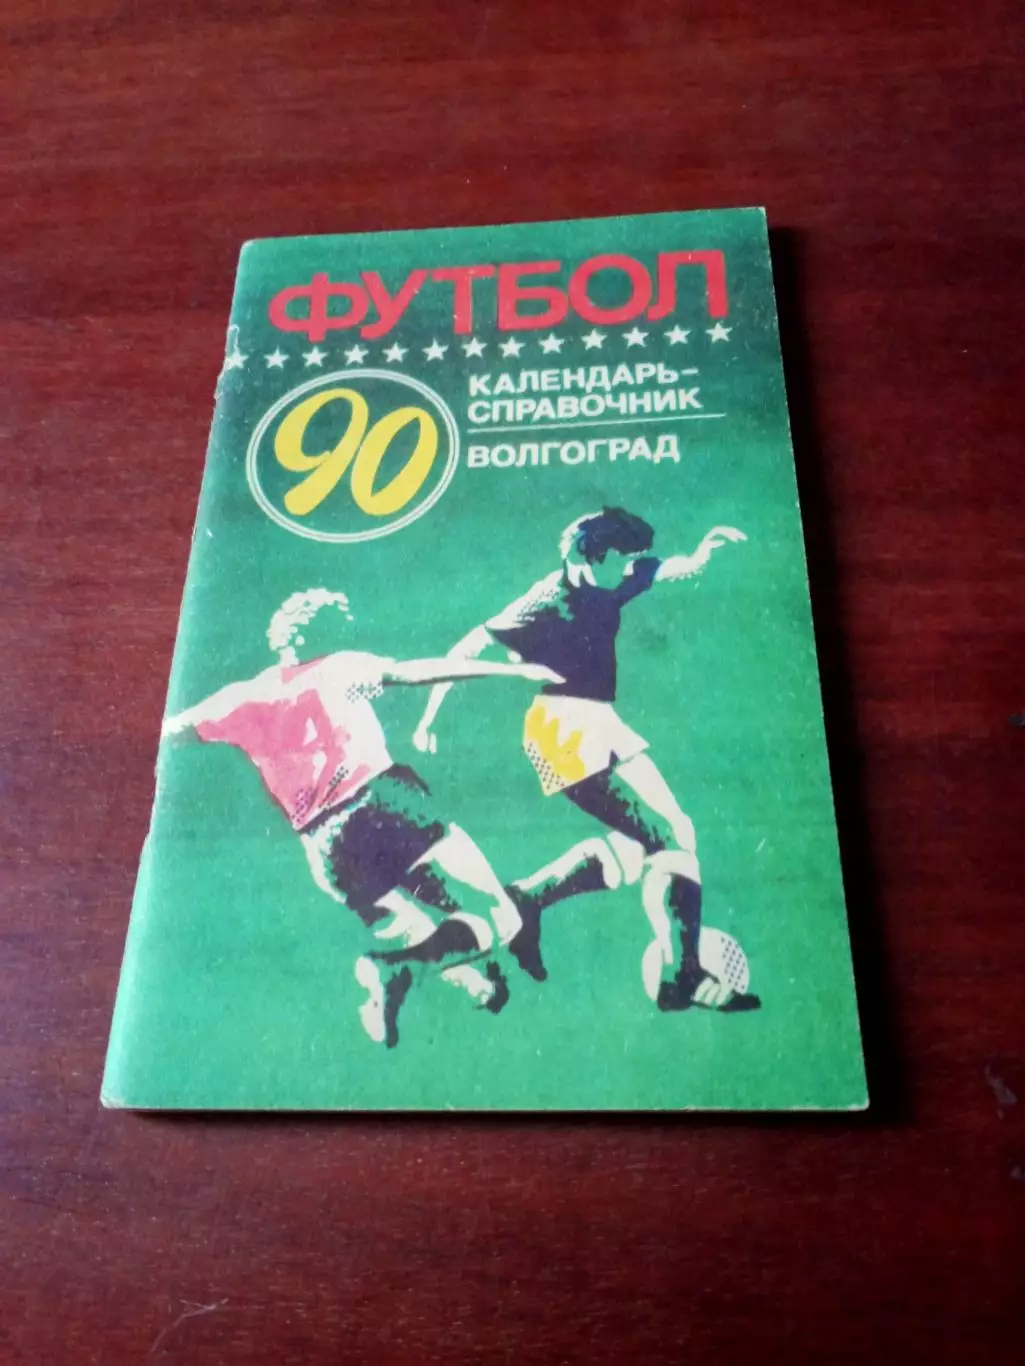 ФУТБОЛ
90
КАЛЕНДАРЬ-
СПРАВОЧНИК
ВОЛГОГРАД